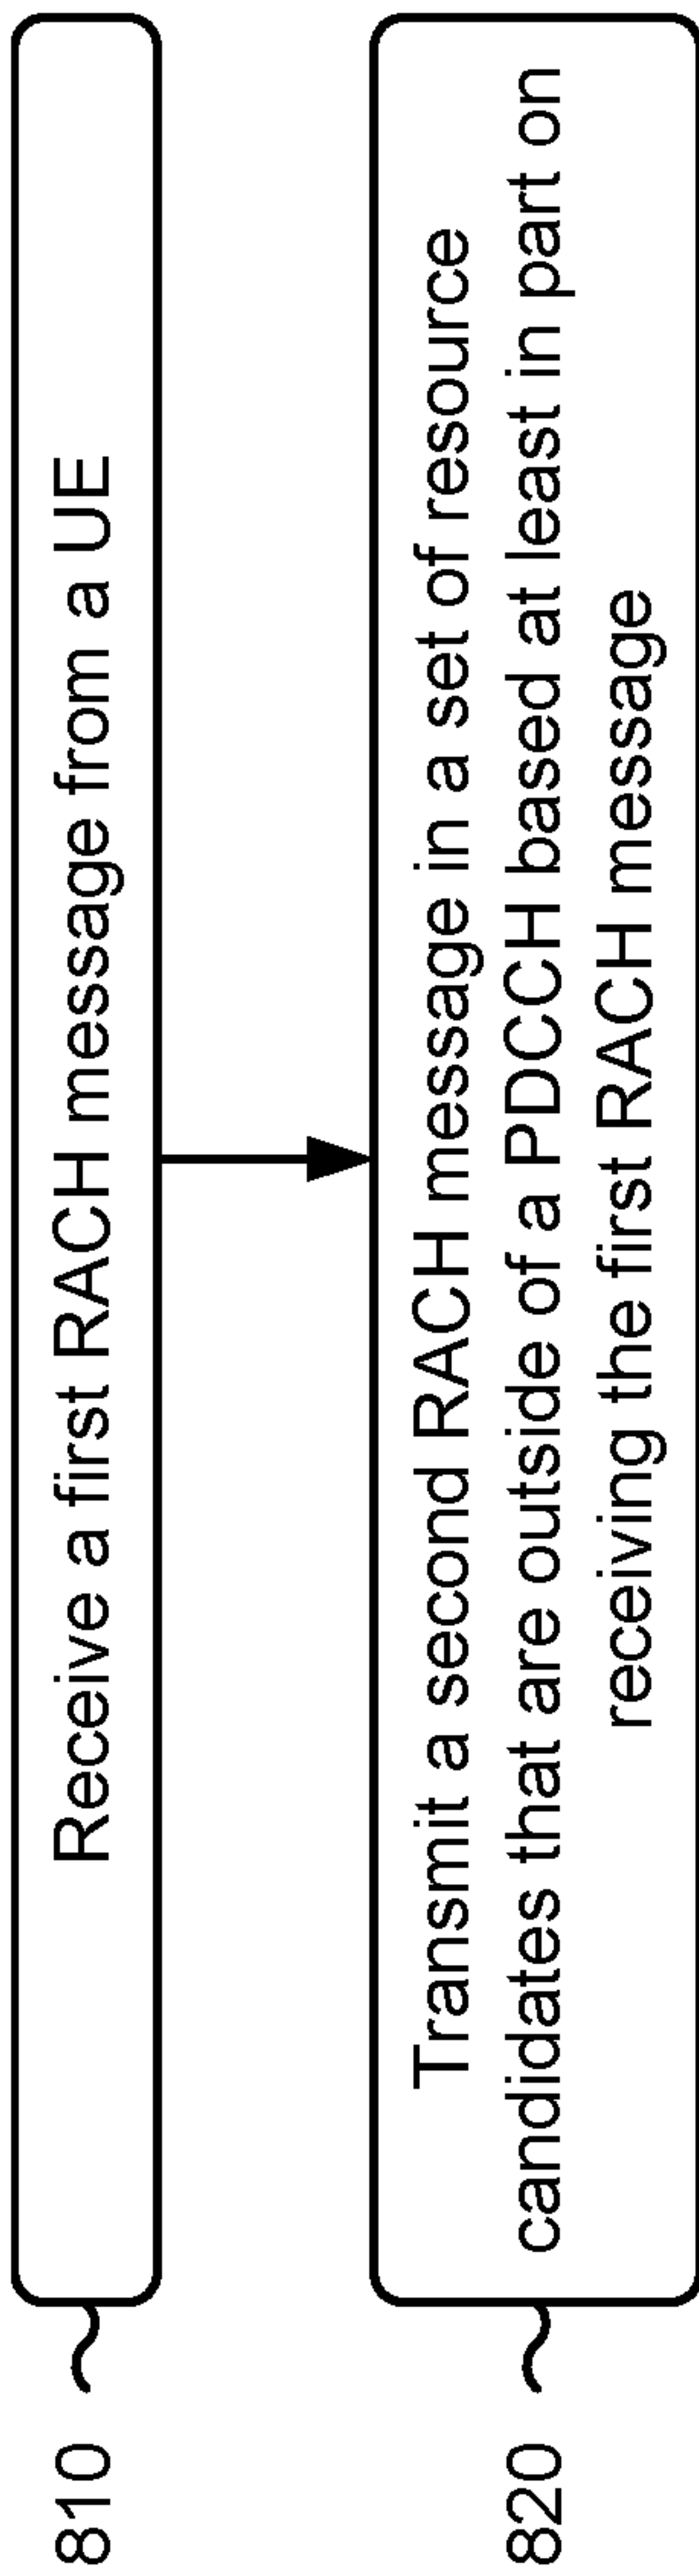 810
Receive a first RACH message from a UE
820
Transmit a second RACH message in a set of resource
candidates that are outside of a PDCCH based at least in part on
receiving the first RACH message